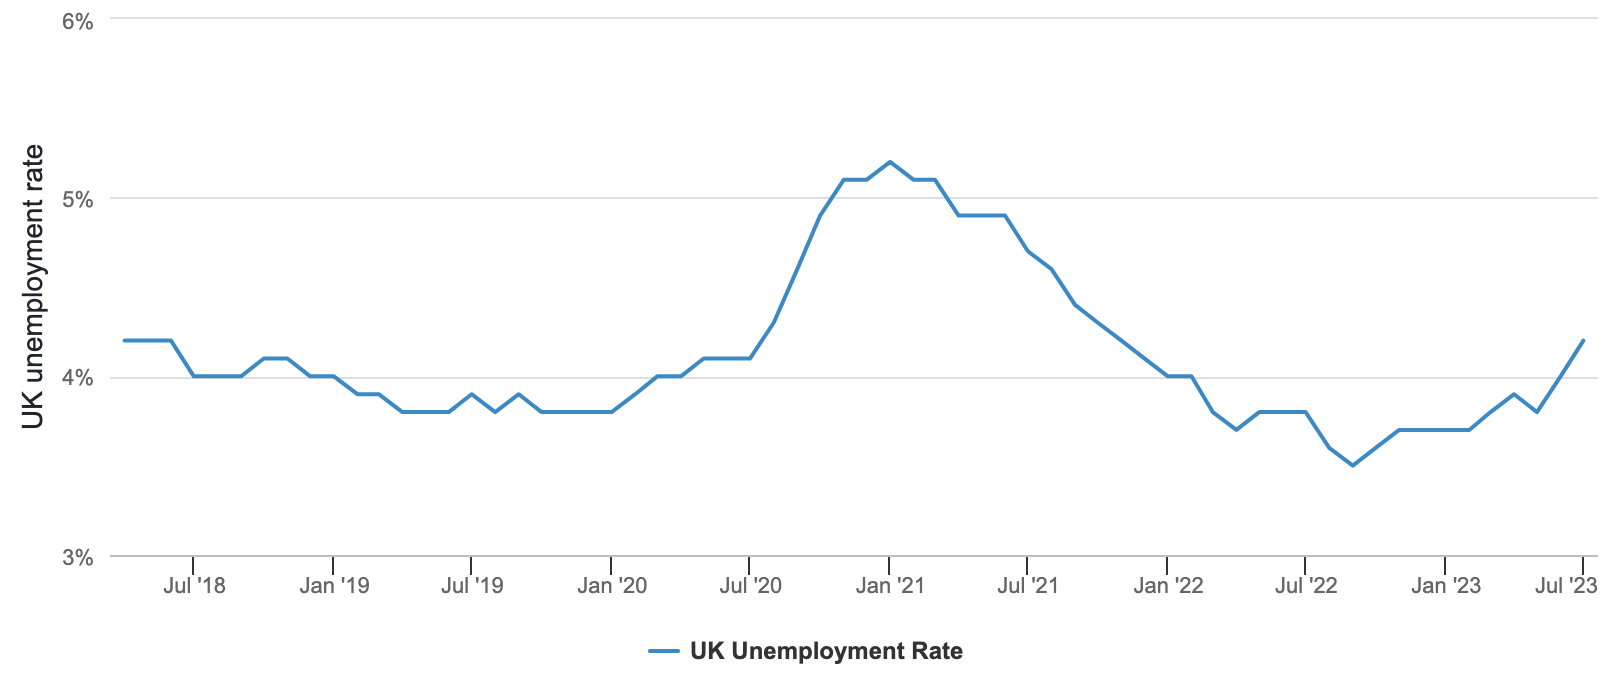 6%
5%
4%
3%
UK unemployment rate
Jul '18
Jan '19
Jul '19
Jan '20
Jul '20
Jan '21
Jul '21
Jan '22
Jul '22
Jan '23
Jul '23
UK Unemployment Rate